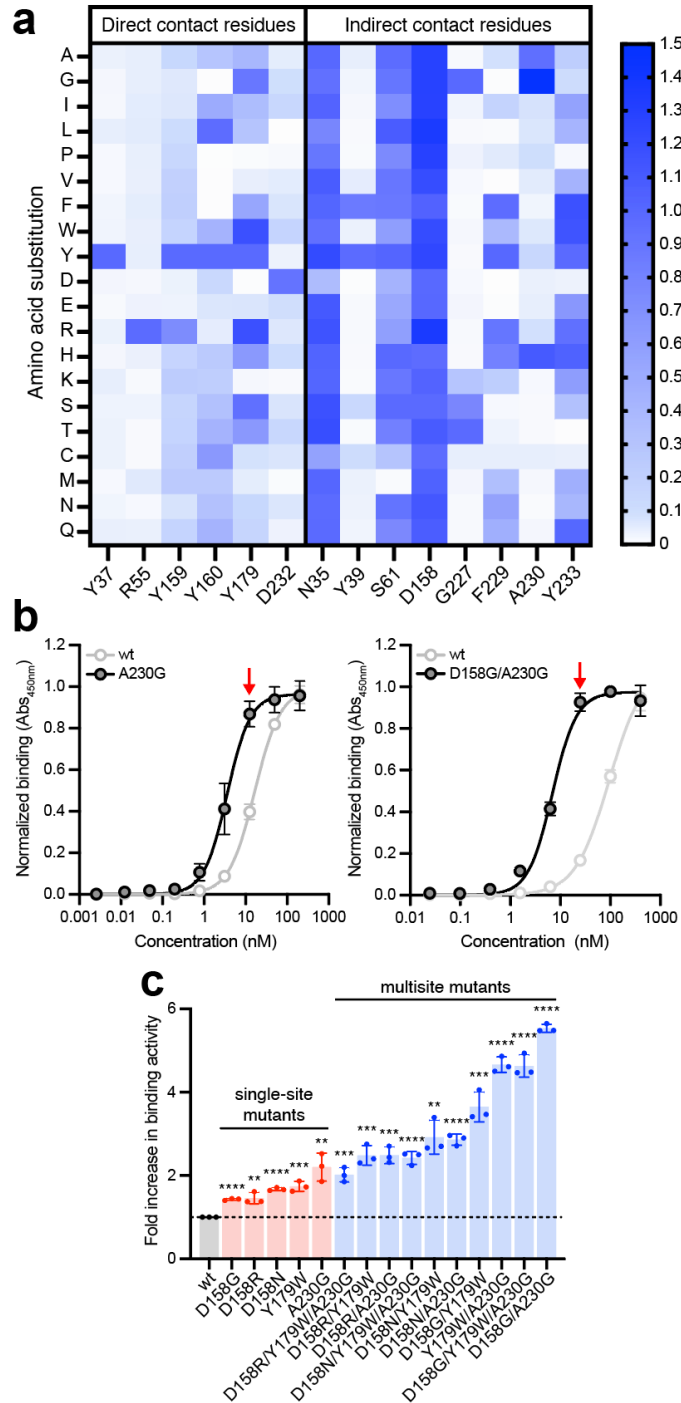 a
Direct contact residues
Indirect contact residues
Amino acid substitution
A
G
I
L
P
V
F
W
Y
D
E
R
H
K
S
T
C
M
N
Q
Y37
R55
Y159
Y160
Y179
D232
N35
Y39
S61
D158
G227
F229
A230
Y233
1.5
1.4
1.3
1.2
1.1
1.0
0.9
0.8
0.7
0.6
0.5
0.4
0.3
0.2
0.1
0
b
wt
A230G
Normalized binding (Abs450nm)
1.2
1.0
0.8
0.6
0.4
0.2
0.0
0.001
0.01
0.1
1
10
100
1000
Concentration (nM)
wt
D158G/A230G
Normalized binding (Abs450nm)
1.2
1.0
0.8
0.6
0.4
0.2
0.0
0.01
0.1
1
10
100
1000
Concentration (nM)
c
multisite mutants
single-site
mutants
Fold increase in binding activity
6
4
2
0
****
**
****
***
**
***
***
***
****
**
****
***
****
****
****
wt
D158G
D158R
D158N
Y179W
A230G
D158R/Y179W/A230G
D158R/Y179W
D158R/A230G
D158N/Y179W/A230G
D158N/Y179W
D158N/A230G
D158G/Y179W
Y179W/A230G
D158G/Y179W/A230G
D158G/A230G